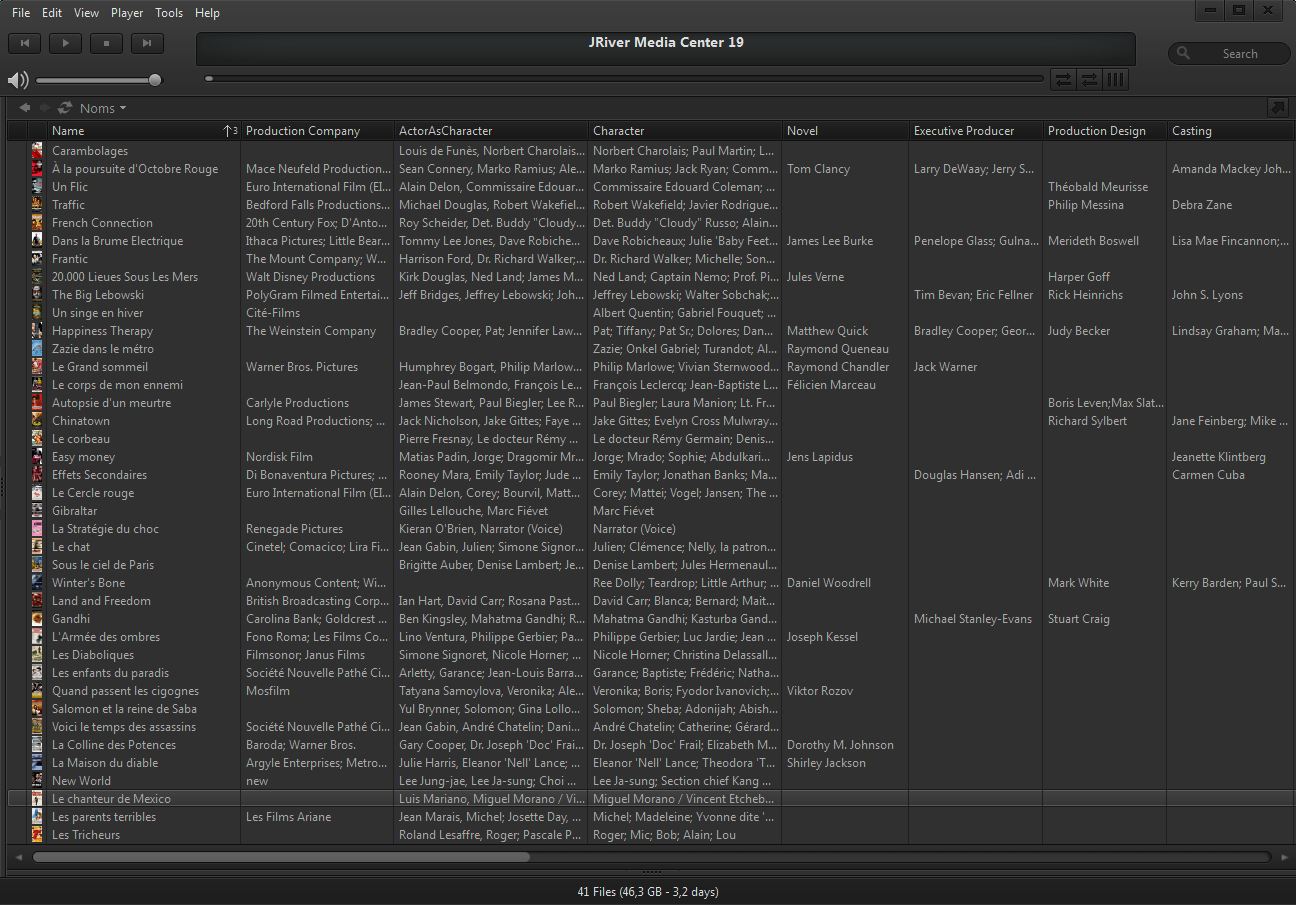 File Edit View Player Tools Help
JRiver Media Center 19
Search
Noms
Name 3 Production Company ActorAsCharacter Character Novel Executive Producer Production Design Casting
Carambolages Louis de Funès, Norbert Charolais... Norbert Charolais; Paul Martin; L...
À la poursuite d'Octobre Rouge Mace Neufeld Production... Sean Connery, Marko Ramius; Ale... Marko Ramius; Jack Ryan; Comm... Tom Clancy Larry DeWaay; Jerry S... Amanda Mackey Joh...
Un Flic Euro International Film (EI... Alain Delon, Commissaire Edouar... Commissaire Edouard Coleman; ... Théobald Meurisse
Traffic Bedford Falls Productions... Michael Douglas, Robert Wakefiel... Robert Wakefield; Javier Rodrigue... Philip Messina Debra Zane
French Connection 20th Century Fox; D'Anto... Roy Scheider, Det. Buddy "Cloudy... Det. Buddy "Cloudy" Russo; Alain...
Dans la Brume Electrique Ithaca Pictures; Little Bear... Tommy Lee Jones, Dave Robiche... Dave Robicheaux; Julie 'Baby Feet... James Lee Burke Penelope Glass; Gulna... Merideth Boswell Lisa Mae Fincannon;...
Frantic The Mount Company; W... Harrison Ford, Dr. Richard Walker;... Dr. Richard Walker; Michelle; Son...
20.000 Lieues Sous Les Mers Walt Disney Productions Kirk Douglas, Ned Land; James M... Ned Land; Captain Nemo; Prof. Pi... Jules Verne Harper Goff
The Big Lebowski PolyGram Filmed Entertai... Jeff Bridges, Jeffrey Lebowski; Joh... Jeffrey Lebowski; Walter Sobchak;... Tim Bevan; Eric Fellner Rick Heinrichs John S. Lyons
Un singe en hiver Cité-Films Albert Quentin; Gabriel Fouquet; ...
Happiness Therapy The Weinstein Company Bradley Cooper, Pat; Jennifer Law... Pat; Tiffany; Pat Sr.; Dolores; Dan... Matthew Quick Bradley Cooper; Geor... Judy Becker Lindsay Graham; Ma...
Zazie dans le métro Zazie; Onkel Gabriel; Turandot; Al... Raymond Queneau
Le Grand sommeil Warner Bros. Pictures Humphrey Bogart, Philip Marlow... Philip Marlowe; Vivian Sternwood... Raymond Chandler Jack Warner
Le corps de mon ennemi Jean-Paul Belmondo, François Le... François Leclercq; Jean-Baptiste L... Félicien Marceau
Autopsie d'un meurtre Carlyle Productions James Stewart, Paul Biegler; Lee R... Paul Biegler; Laura Manion; Lt. Fr... Boris Leven;Max Slat...
Chinatown Long Road Productions; ... Jack Nicholson, Jake Gittes; Faye ... Jake Gittes; Evelyn Cross Mulwray... Richard Sylbert Jane Feinberg; Mike ...
Le corbeau Pierre Fresnay, Le docteur Rémy ... Le docteur Rémy Germain; Denis...
Easy money Nordisk Film Matias Padin, Jorge; Dragomir Mr... Jorge; Mrado; Sophie; Abdulkari... Jens Lapidus Jeanette Klintberg
Effets Secondaires Di Bonaventura Pictures; ... Rooney Mara, Emily Taylor; Jude ... Emily Taylor; Jonathan Banks; Ma... Douglas Hansen; Adi ... Carmen Cuba
Le Cercle rouge Euro International Film (EI... Alain Delon, Corey; Bourvil, Matt... Corey; Mattei; Vogel; Jansen; The ...
Gibraltar Gilles Lellouche, Marc Fiévet Marc Fiévet
La Stratégie du choc Renegade Pictures Kieran O'Brien, Narrator (Voice) Narrator (Voice)
Le chat Cinetel; Comacico; Lira Fi... Jean Gabin, Julien; Simone Signor... Julien; Clémence; Nelly, la patron...
Sous le ciel de Paris Brigitte Auber, Denise Lambert; Je... Denise Lambert; Jules Hermenaul...
Winter's Bone Anonymous Content; Wi... Ree Dolly; Teardrop; Little Arthur; ... Daniel Woodrell Mark White Kerry Barden; Paul S...
Land and Freedom British Broadcasting Corp... Ian Hart, David Carr; Rosana Past... David Carr; Blanca; Bernard; Mait...
Gandhi Carolina Bank; Goldcrest ... Ben Kingsley, Mahatma Gandhi; R... Mahatma Gandhi; Kasturba Gand... Michael Stanley-Evans Stuart Craig
L'Armée des ombres Fono Roma; Les Films Co... Lino Ventura, Philippe Gerbier; Pa... Philippe Gerbier; Luc Jardie; Jean ... Joseph Kessel
Les Diaboliques Filmsonor; Janus Films Simone Signoret, Nicole Horner; ... Nicole Horner; Christina Delassall...
Les enfants du paradis Société Nouvelle Pathé Ci... Arletty, Garance; Jean-Louis Barra... Garance; Baptiste; Frédéric; Natha...
Quand passent les cigognes Mosfilm Tatyana Samoylova, Veronika; Ale... Veronika; Boris; Fyodor Ivanovich;... Viktor Rozov
Salomon et la reine de Saba Yul Brynner, Solomon; Gina Lollo... Solomon; Sheba; Adonijah; Abish...
Voici le temps des assassins Société Nouvelle Pathé Ci... Jean Gabin, André Chatelin; Dani... André Chatelin; Catherine; Gérard...
La Colline des Potences Baroda; Warner Bros. Gary Cooper, Dr. Joseph 'Doc' Frai... Dr. Joseph 'Doc' Frail; Elizabeth M... Dorothy M. Johnson
La Maison du diable Argyle Enterprises; Metro... Julie Harris, Eleanor 'Nell' Lance; ... Eleanor 'Nell' Lance; Theodora 'T... Shirley Jackson
New World new Lee Jung-jae, Lee Ja-sung; Choi ... Lee Ja-sung; Section chief Kang ...
Le chanteur de Mexico Luis Mariano, Miguel Morano / Vi... Miguel Morano / Vincent Etcheb...
Les parents terribles Les Films Ariane Jean Marais, Michel; Josette Day, ... Michel; Madeleine; Yvonne dite '...
Les Tricheurs Roland Lesaffre, Roger; Pascale P... Roger; Mic; Bob; Alain; Lou
41 Files (46,3 GB - 3,2 days)